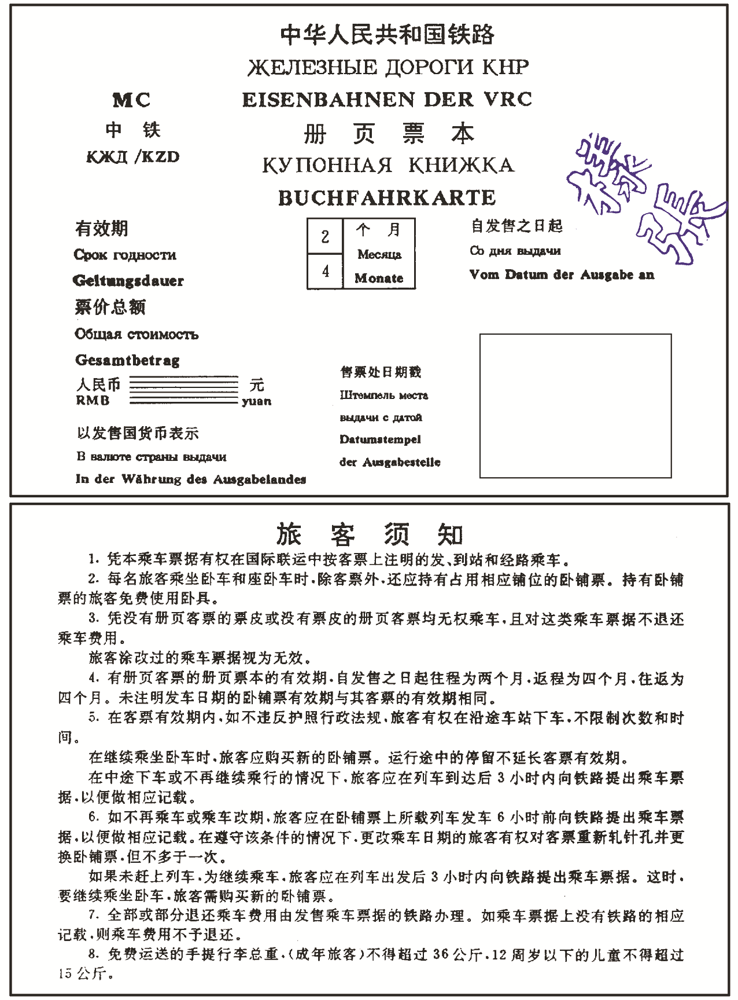 中华人民共和国铁路
ЖЕЛЕЗНЫЕ ДОРОГИ КНР
MC
EISENBAHNEN DER VRC
中 铁
册 页 票 本
КЖД /KZD
КУПОННАЯ КНИЖКА
BUCHFAHRKARTE
样张
有效期
Срок годности
Geltungsdauer
2
4
个 月
Месяца
Monate
自发售之日起
Со дня выдачи
Vom Datum der Ausgabe an
票价总额
Общая стоимость
Gesamtbetrag
人民币 元
RMB yuan
以发售国货币表示
В валюте страны выдачи
In der Währung des Ausgabelandes
售票处日期戳
Штемпель места
выдачи с датой
Datumstempel
der Ausgabestelle
旅 客 须 知
1. 凭本乘车票据有权在国际联运中按客票上注明的发、到站和经路乘车。
2. 每名旅客乘坐卧车和座卧车时,除客票外,还应持有占用相应铺位的卧铺票。持有卧铺
票的旅客免费使用卧具。
3. 凭没有册页客票的票皮或没有票皮的册页客票均无权乘车,且对这类乘车票据不退还
乘车费用。
旅客涂改过的乘车票据视为无效。
4. 有册页客票的册页票本的有效期,自发售之日起往程为两个月,返程为四个月,往返为
四个月。未注明发车日期的卧铺票有效期与其客票的有效期相同。
5. 在客票有效期内,如不违反护照行政法规,旅客有权在沿途车站下车,不限制次数和时
间。
在继续乘坐卧车时,旅客应购买新的卧铺票。运行途中的停留不延长客票有效期。
在中途下车或不再继续乘行的情况下,旅客应在列车到达后 3 小时内向铁路提出乘车票
据,以便做相应记载。
6. 如不再乘车或乘车改期,旅客应在卧铺票上所载列车发车 6 小时前向铁路提出乘车票
据,以便做相应记载。在遵守该条件的情况下,更改乘车日期的旅客有权对客票重新轧针孔并更
换卧铺票,但不多于一次。
如果未赶上列车,为继续乘车,旅客应在列车出发后 3 小时内向铁路提出乘车票据。这时,
要继续乘坐卧车,旅客需购买新的卧铺票。
7. 全部或部分退还乘车费用由发售乘车票据的铁路办理。如乘车票据上没有铁路的相应
记载,则乘车费用不予退还。
8. 免费运送的手提行李总重,(成年旅客)不得超过 36 公斤,12 周岁以下的儿童不得超过
15 公斤。